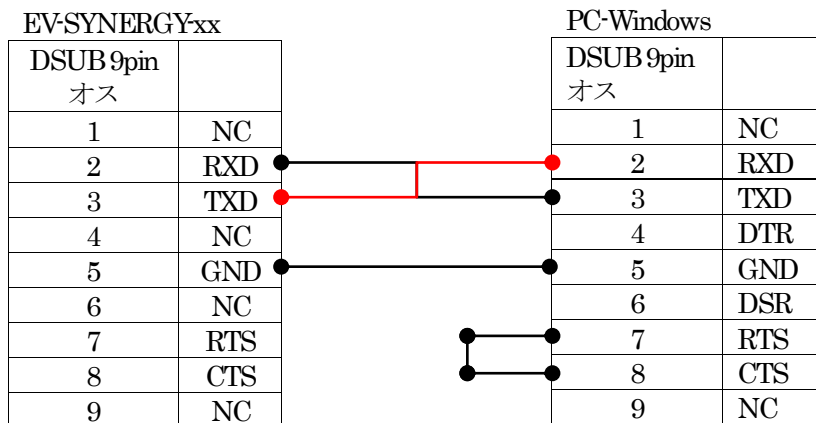 EV-SYNERGY-xx
DSUB 9pin
オス
1 NC
2 RXD
3 TXD
4 NC
5 GND
6 NC
7 RTS
8 CTS
9 NC
PC-Windows
DSUB 9pin
オス
1 NC
2 RXD
3 TXD
4 DTR
5 GND
6 DSR
7 RTS
8 CTS
9 NC